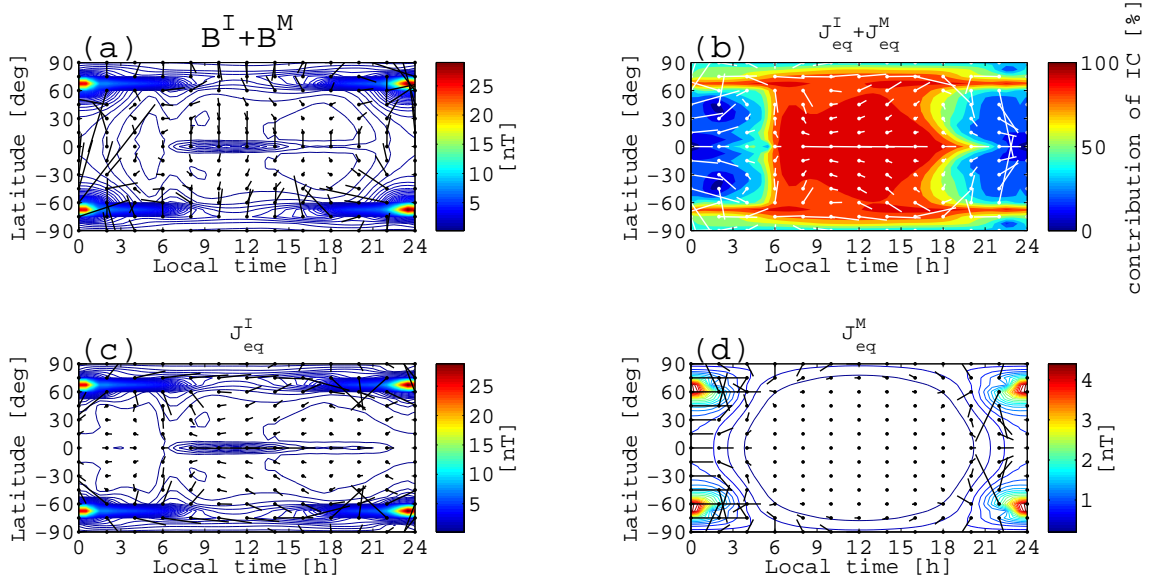 (a) B^I+B^M
Latitude [deg]
90
60
30
0
−30
−60
−90
0 3 6 9 12 15 18 21 24
Local time [h]
25
20
15
10
5
[nT]
(b) J_eq^I+J_eq^M
Latitude [deg]
90
60
30
0
−30
−60
−90
0 3 6 9 12 15 18 21 24
Local time [h]
100
50
0
contribution of IC [%]
(c) J_eq^I
Latitude [deg]
90
60
30
0
−30
−60
−90
0 3 6 9 12 15 18 21 24
Local time [h]
25
20
15
10
5
[nT]
(d) J_eq^M
Latitude [deg]
90
60
30
0
−30
−60
−90
0 3 6 9 12 15 18 21 24
Local time [h]
4
3
2
1
[nT]